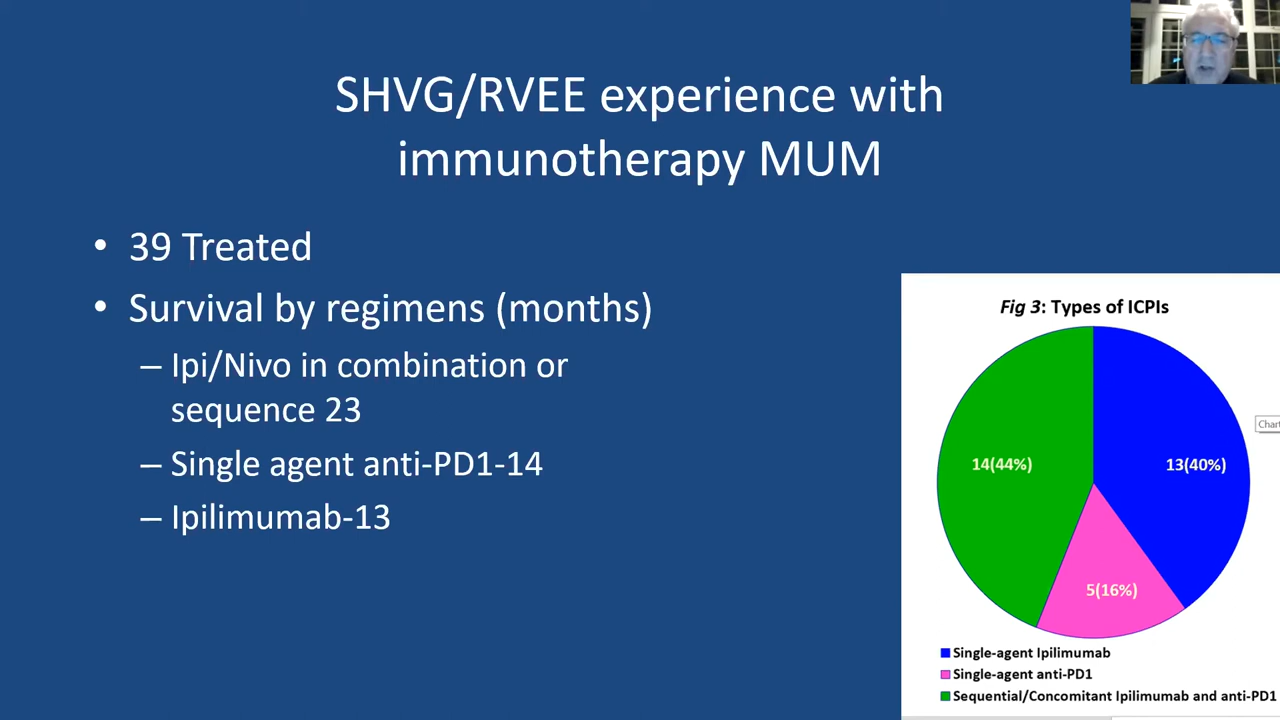 SHVG/RVEE experience with
immunotherapy MUM
• 39 Treated
• Survival by regimens (months)
– Ipi/Nivo in combination or
sequence 23
– Single agent anti-PD1-14
– Ipilimumab-13
Fig 3: Types of ICPIs
14(44%)
13(40%)
5(16%)
Chart
Single-agent Ipilimumab
Single-agent anti-PD1
Sequential/Concomitant Ipilimumab and anti-PD1